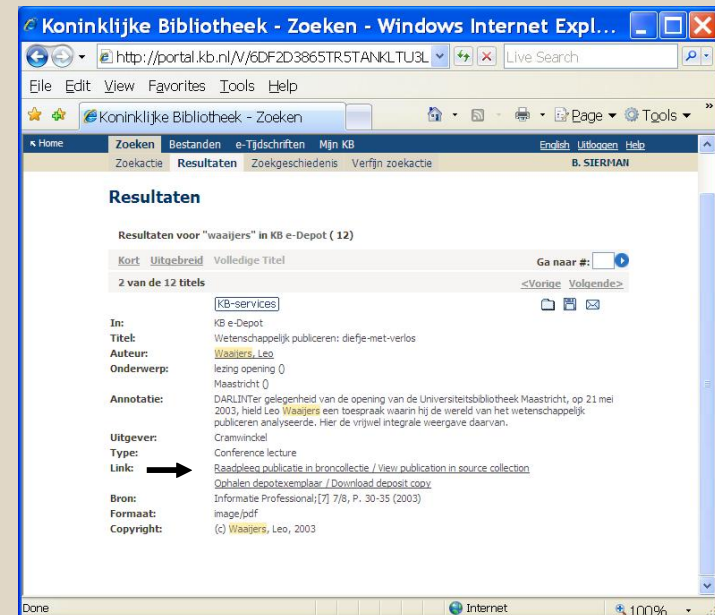 Koninklijke Bibliotheek - Zoeken - Windows Internet Expl...
http://portal.kb.nl/V/6DF2D3865TR5TANKLTU3L
Live Search
File Edit View Favorites Tools Help
Koninklijke Bibliotheek - Zoeken
Page Tools »
Home Zoeken Bestanden e-Tijdschriften Mijn KB English Uitloggen Help
Zoekactie Resultaten Zoekgeschiedenis Verfijn zoekactie B. SIERMAN
Resultaten
Resultaten voor "waaijers" in KB e-Depot ( 12)
Kort Uitgebreid Volledige Titel Ga naar #:
2 van de 12 titels <Vorige Volgende>
KB-services
In: KB e-Depot
Titel: Wetenschappelijk publiceren: diefje-met-verlos
Auteur: Waaijers, Leo
Onderwerp: lezing opening ()
Maastricht ()
Annotatie: DARLINTer gelegenheid van de opening van de Universiteitsbibliotheek Maastricht, op 21 mei
2003, hield Leo Waaijers een toespraak waarin hij de wereld van het wetenschappelijk
publiceren analyseerde. Hier de vrijwel integrale weergave daarvan.
Uitgever: Cramwinckel
Type: Conference lecture
Link: Raadpleeg publicatie in broncollectie / View publication in source collection
Ophalen depotexemplaar / Download deposit copy
Bron: Informatie Professional;[7] 7/8, P. 30-35 (2003)
Formaat: image/pdf
Copyright: (c) Waaijers, Leo, 2003
Done Internet 100%